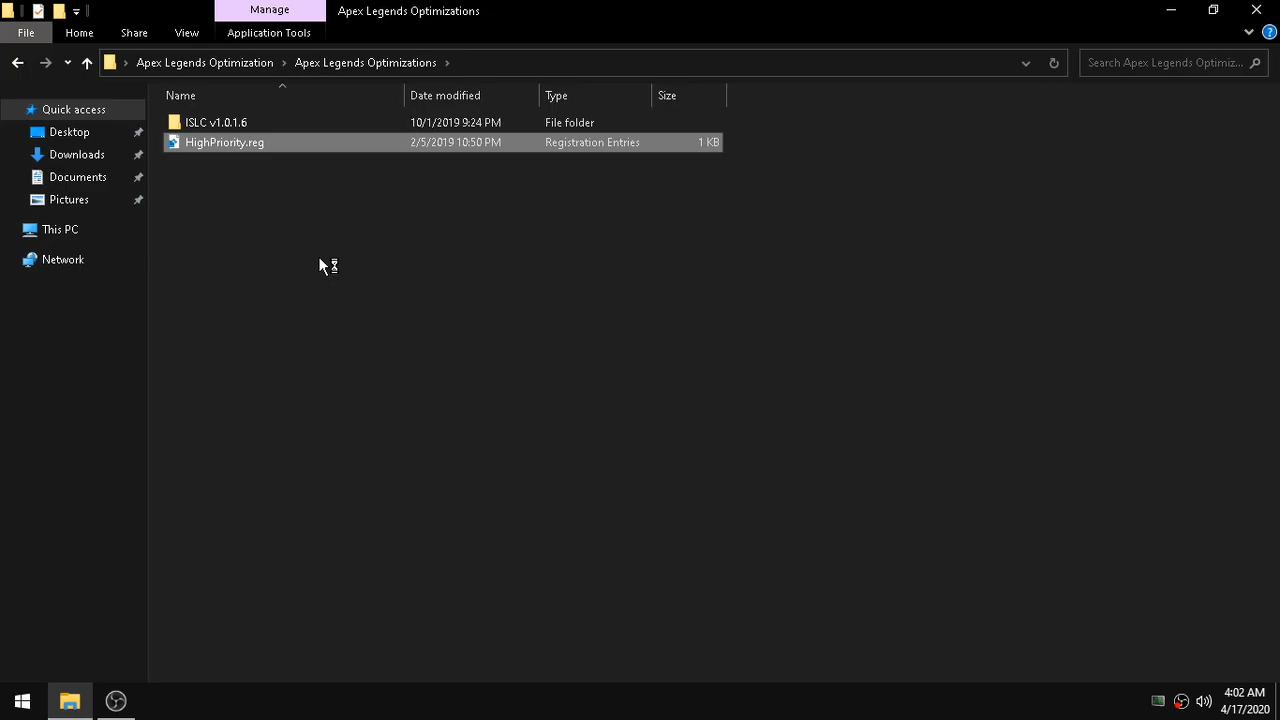 Manage
Apex Legends Optimizations
File
Home
Share
View
Application Tools
Apex Legends Optimization
Apex Legends Optimizations
Search Apex Legends Optimiz...
Quick access
Desktop
Downloads
Documents
Pictures
This PC
Network
Name Date modified Type Size
ISLC v1.0.1.6 10/1/2019 9:24 PM File folder
HighPriority.reg 2/5/2019 10:50 PM Registration Entries 1 KB
4:02 AM
4/17/2020